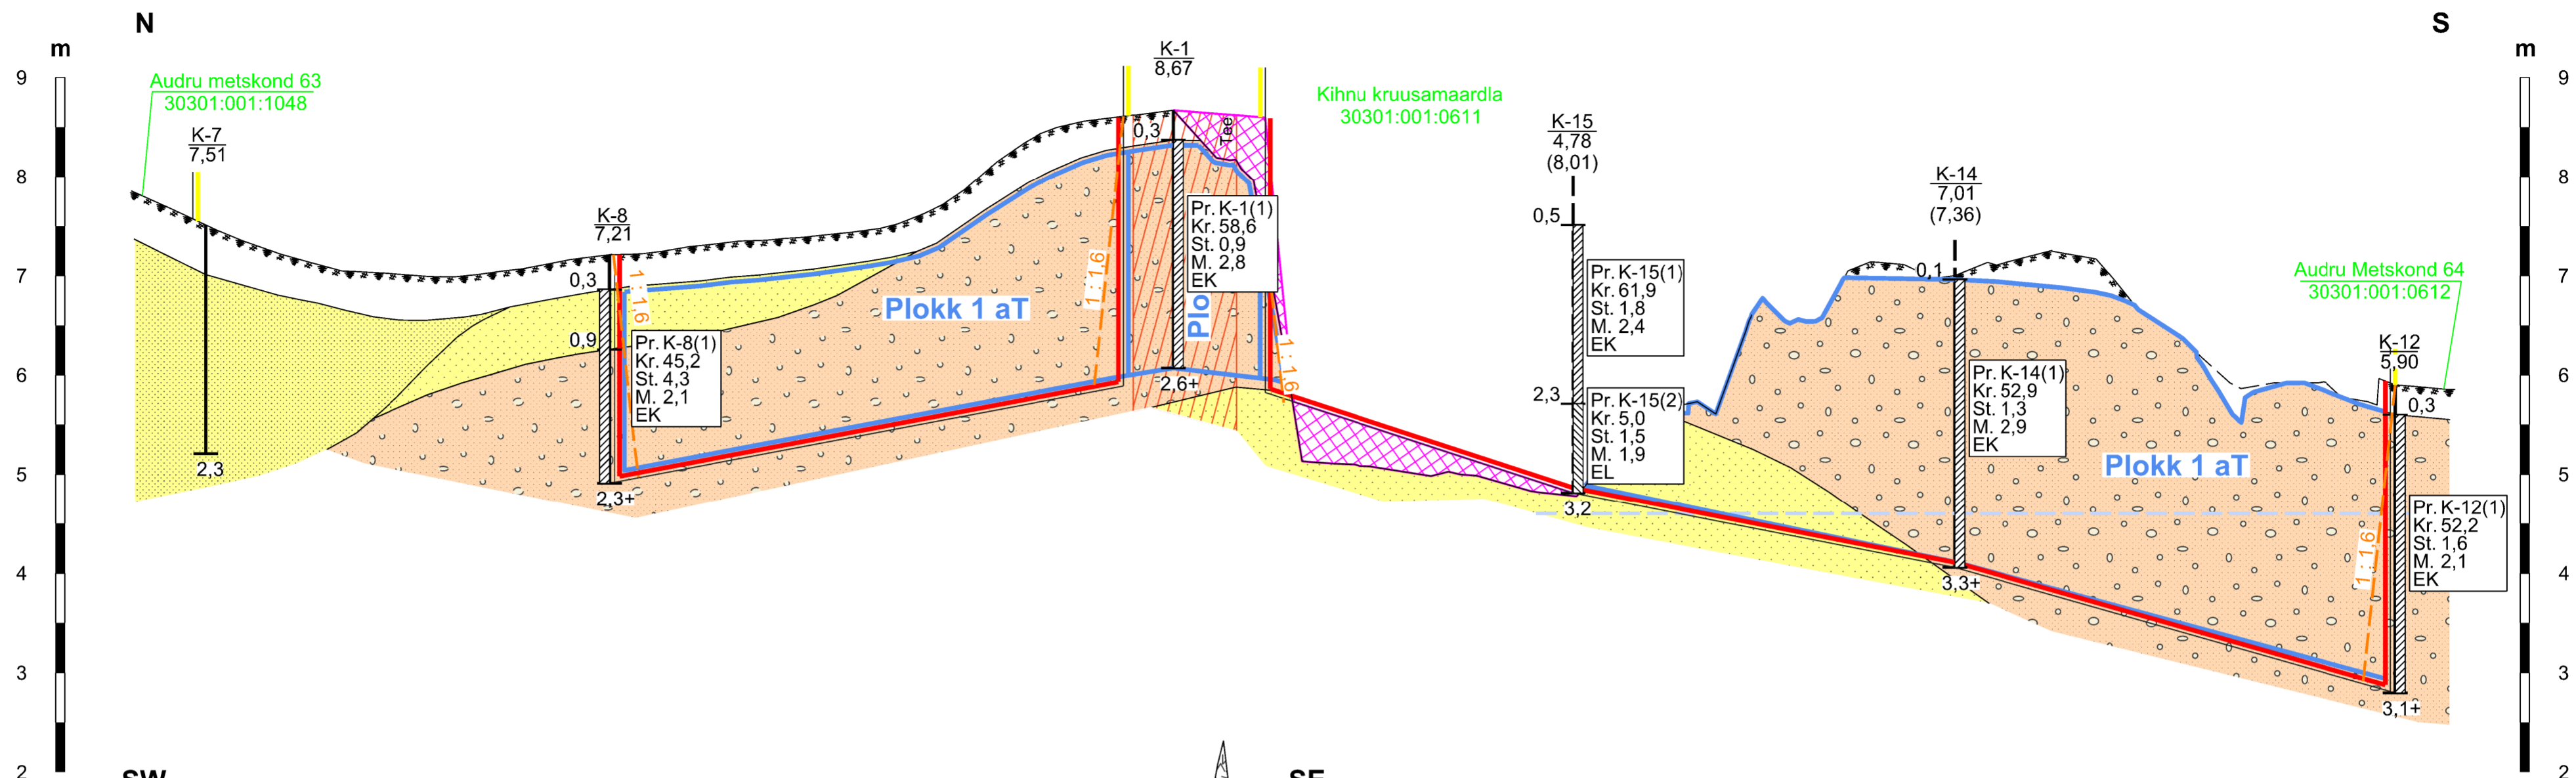 N
S
m
m
9
8
7
6
5
4
3
2
Audru metskond 63
30301:001:1048
K-7
7,51
2,3
K-8
7,21
0,3
0,9
2,3+
1 : 1,6
Pr. K-8(1)
Kr. 45,2
St. 4,3
M. 2,1
EK
Plokk 1 aT
1 : 1,6
K-1
8,67
0,3
Tee
Pr. K-1(1)
Kr. 58,6
St. 0,9
M. 2,8
EK
Plo
2,6+
1 : 1,6
Kihnu kruusamaardla
30301:001:0611
K-15
4,78
(8,01)
0,5
2,3
3,2
Pr. K-15(1)
Kr. 61,9
St. 1,8
M. 2,4
EK
Pr. K-15(2)
Kr. 5,0
St. 1,5
M. 1,9
EL
K-14
7,01
(7,36)
0,1
3,3+
Pr. K-14(1)
Kr. 52,9
St. 1,3
M. 2,9
EK
Plokk 1 aT
Audru Metskond 64
30301:001:0612
K-12
5,90
0,3
1 : 1,6
Pr. K-12(1)
Kr. 52,2
St. 1,6
M. 2,1
EK
3,1+
9
8
7
6
5
4
3
2
SW
SE